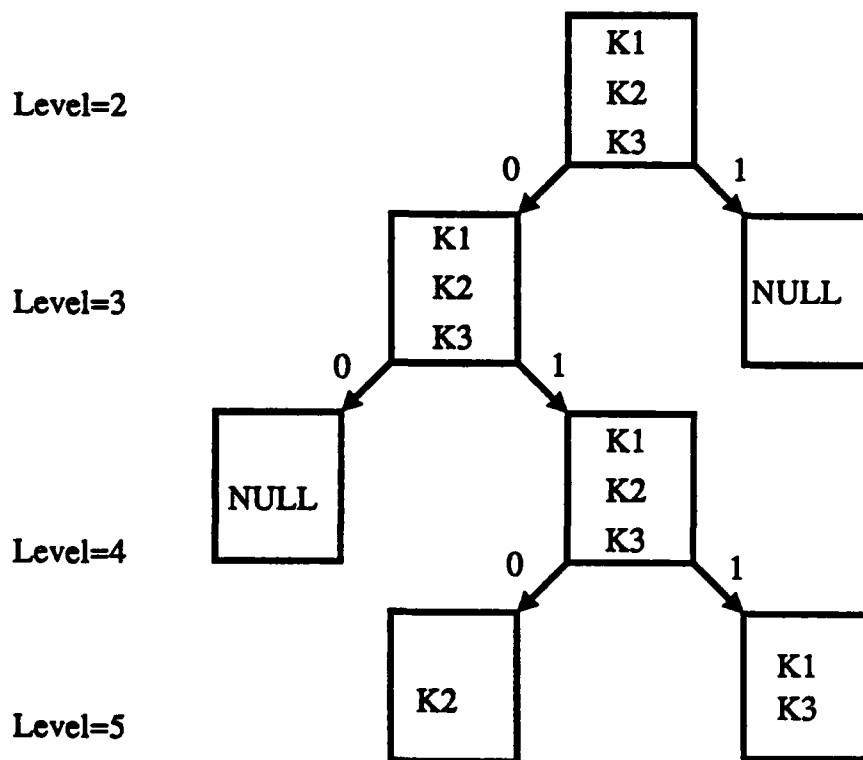 K1
Level=2
K2
K3
0
1
K1
K2
NULL
Level=3
K3
0
1
K1
NULL
K2
K3
Level=4
0
1
K1
K2
K3
Level=5